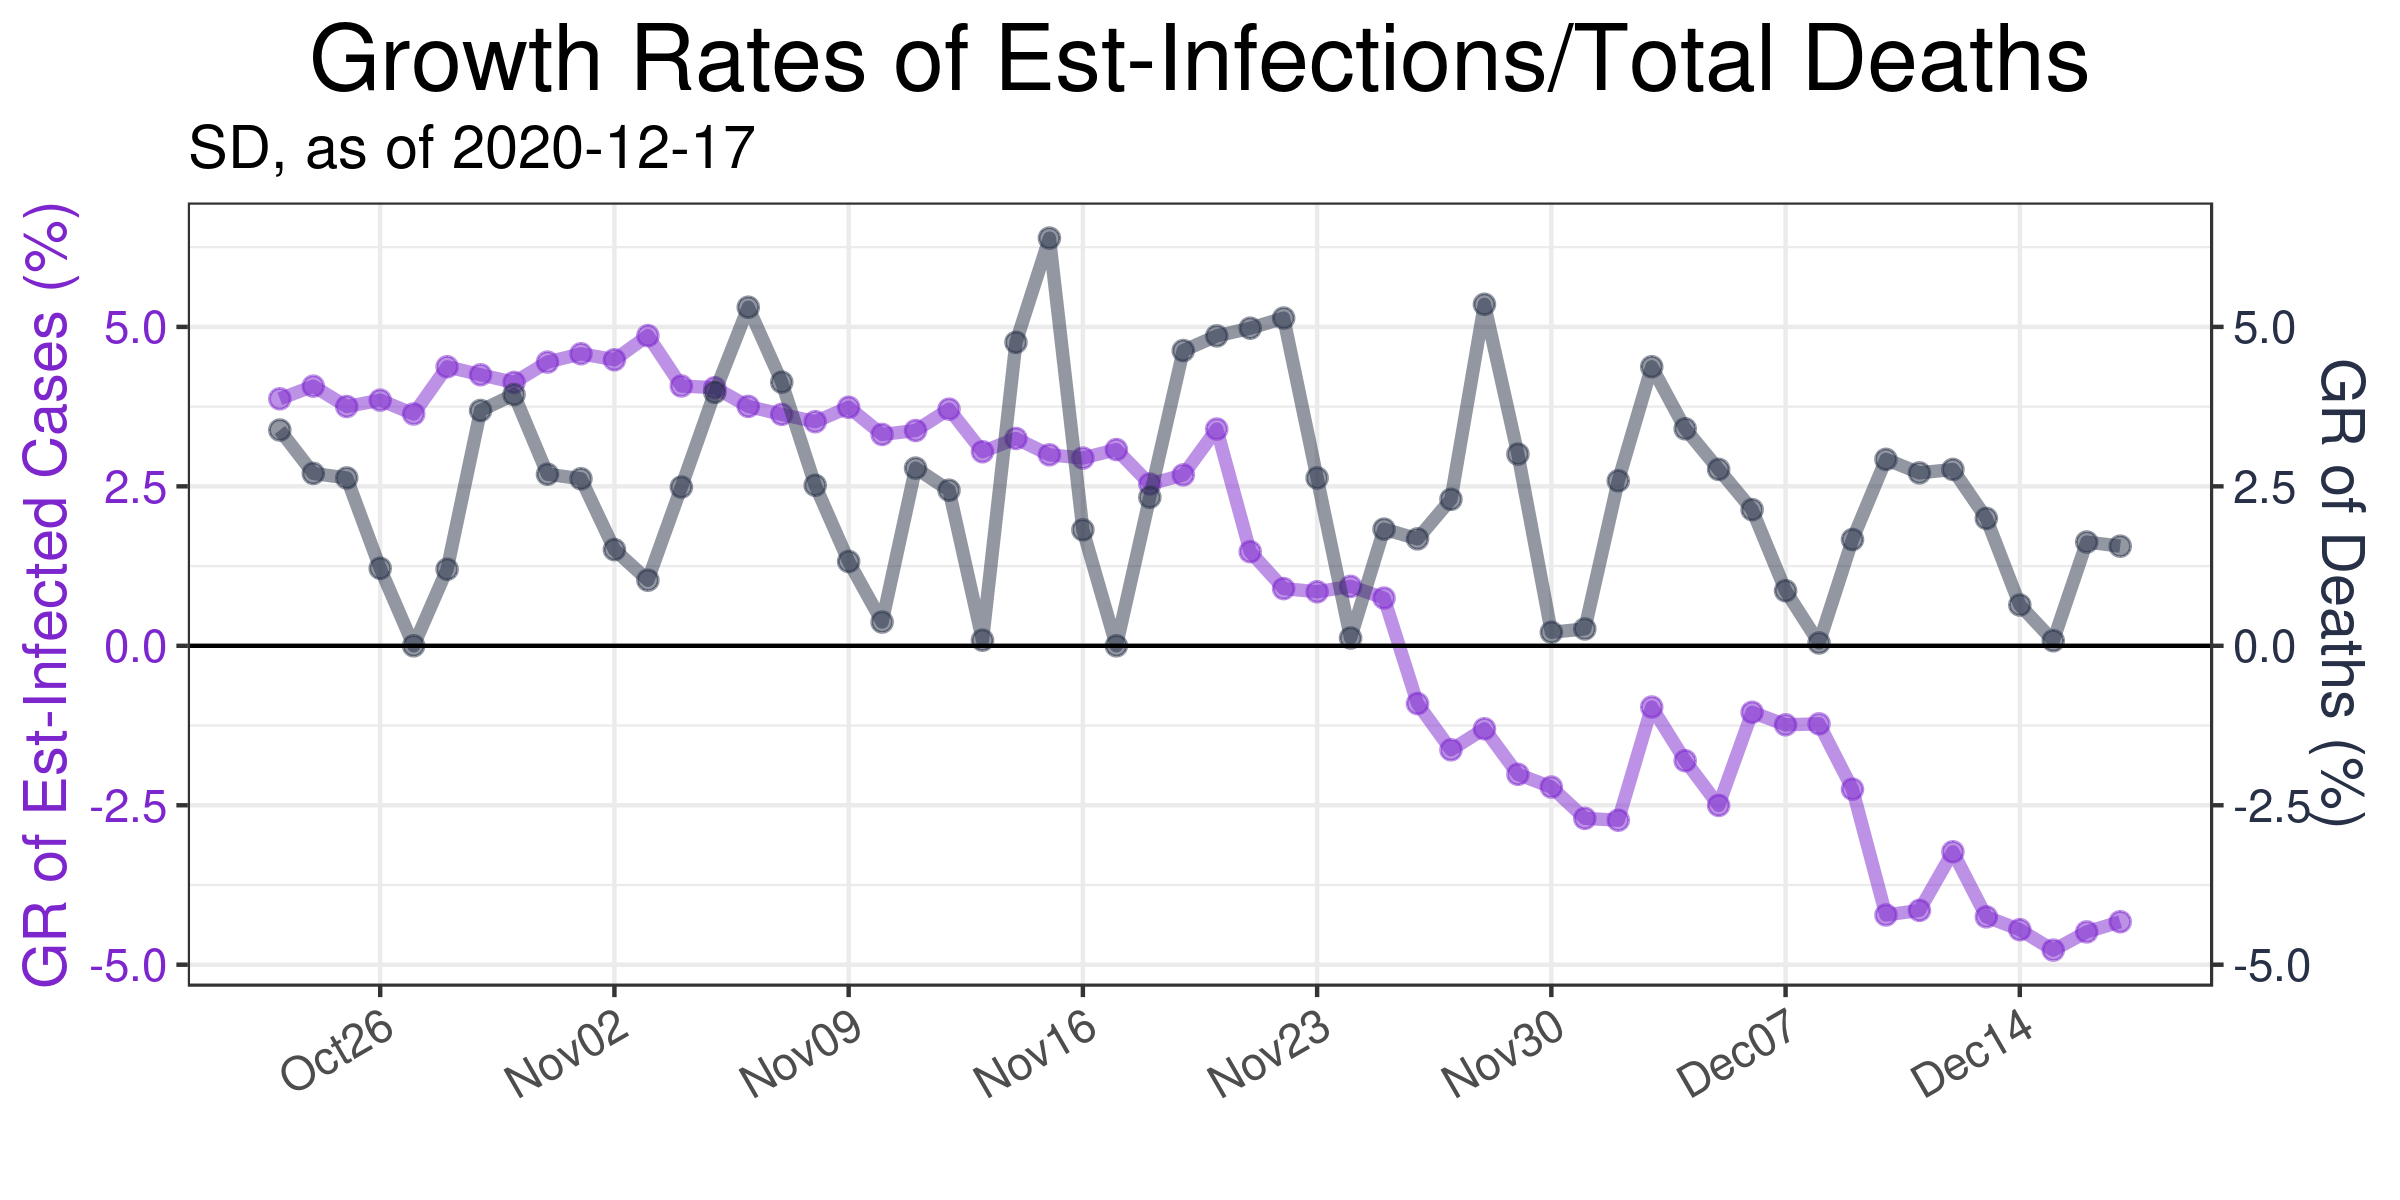 Growth Rates of Est-Infections/Total Deaths
SD, as of 2020-12-17
GR of Est-Infected Cases (%)
5.0
2.5
0.0
-2.5
-5.0
5.0
2.5
0.0
-2.5
-5.0
GR of Deaths (%)
Oct26
Nov02
Nov09
Nov16
Nov23
Nov30
Dec07
Dec14